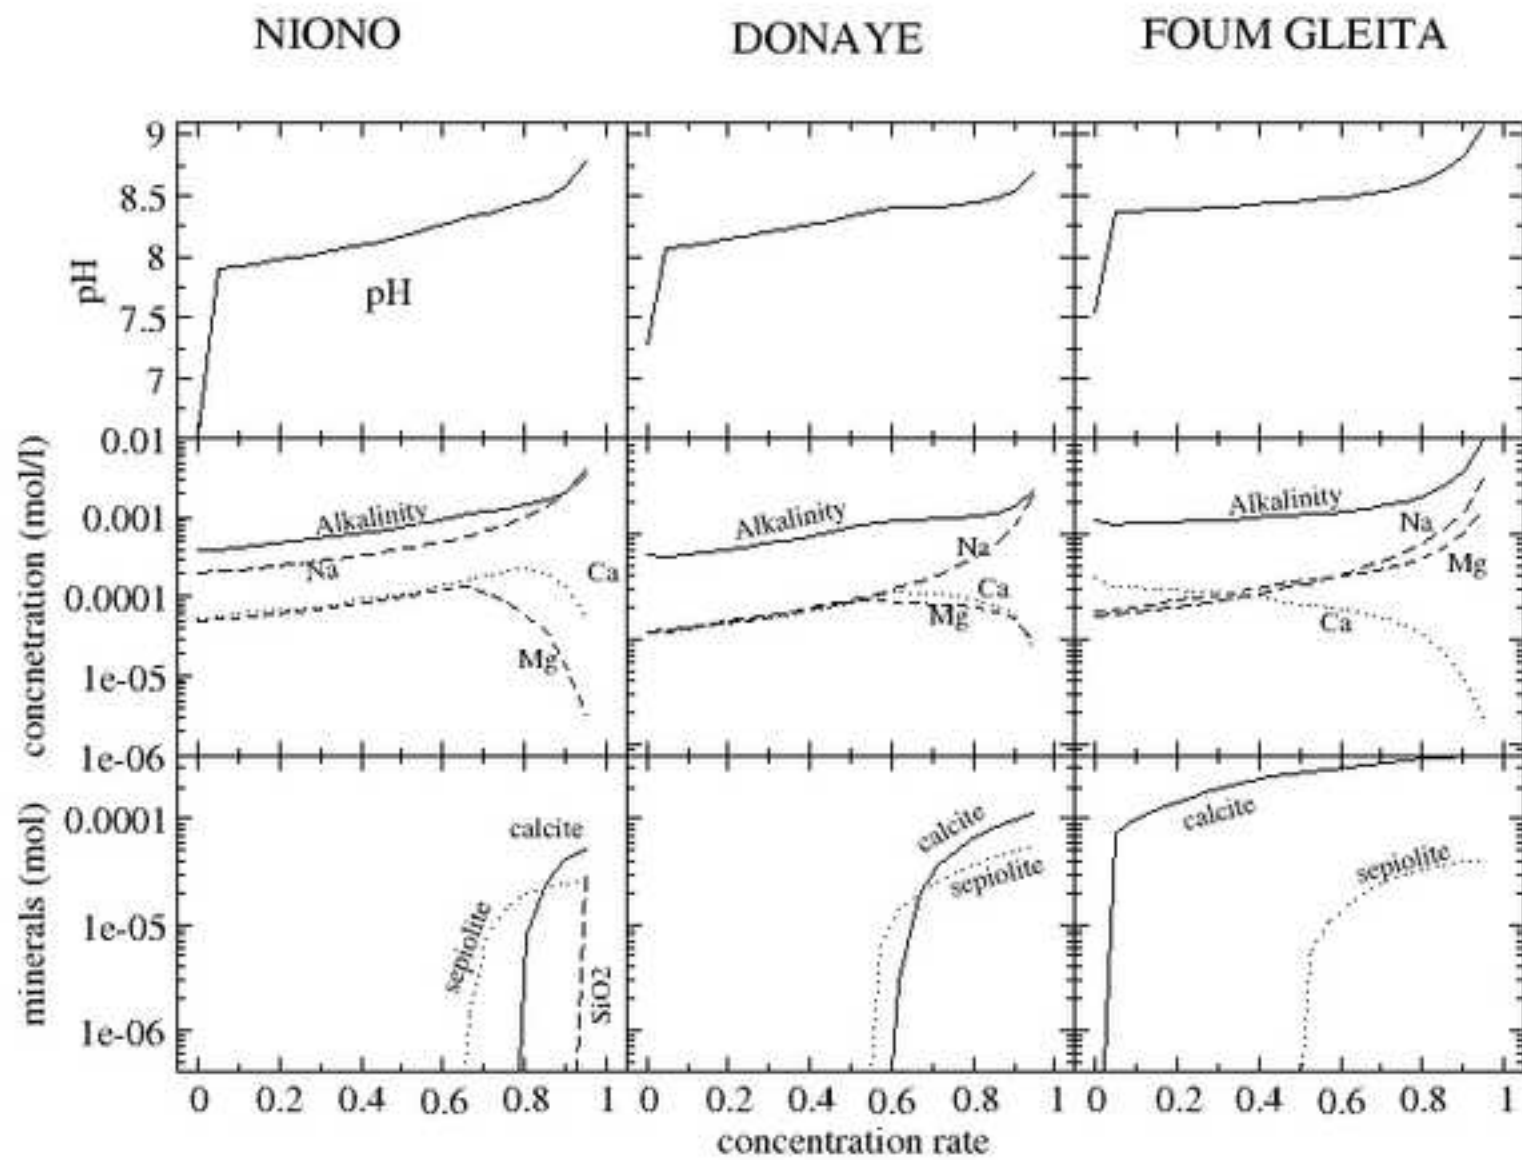 NIONO DONAYE FOUM GLEITA
9
8.5
8
7.5
7
pH
pH
0.01
0.001
0.0001
1e-05
1e-06
concnetration (mol/l)
Alkalinity
Na
Ca
Mg
Alkalinity
Na
Ca
Mg
Alkalinity
Na
Mg
Ca
0.0001
1e-05
1e-06
minerals (mol)
calcite
sepiolite
SiO2
calcite
sepiolite
calcite
sepiolite
0 0.2 0.4 0.6 0.8 1 0 0.2 0.4 0.6 0.8 1 0 0.2 0.4 0.6 0.8 1
concentration rate